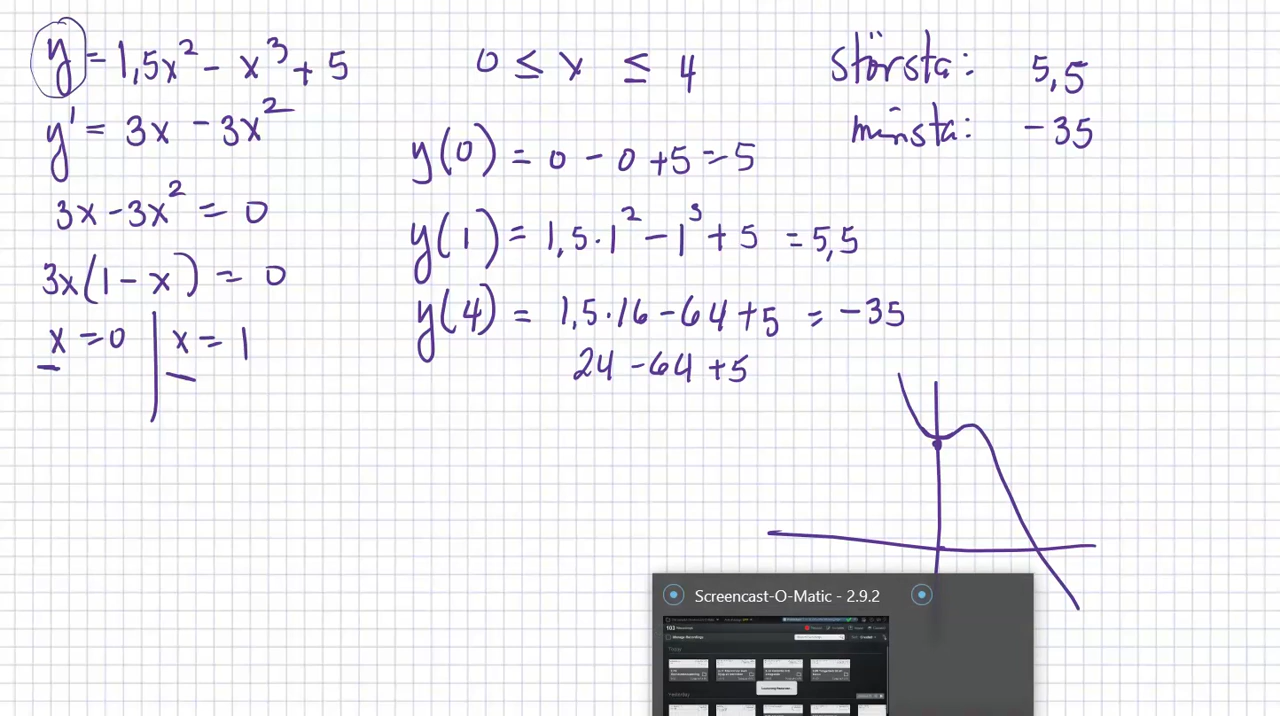 y = 1,5x² - x³ + 5
y' = 3x - 3x²
3x - 3x² = 0
3x(1 - x) = 0
x = 0 | x = 1
0 ≤ x ≤ 4
y(0) = 0 - 0 + 5 = 5
y(1) = 1,5·1² - 1³ + 5 = 5,5
y(4) = 1,5·16 - 64 + 5 = -35
24 - 64 + 5
största: 5,5
minsta: -35
Screencast-O-Matic - 2.9.2